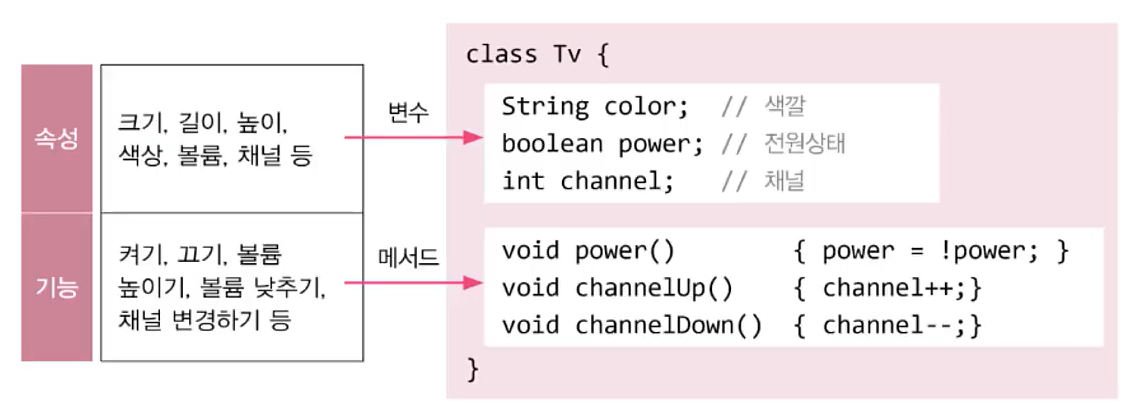 속성
크기, 길이, 높이,
색상, 볼륨, 채널 등
기능
켜기, 끄기, 볼륨
높이기, 볼륨 낮추기,
채널 변경하기 등
변수
메서드
class Tv {
String color; // 색깔
boolean power; // 전원상태
int channel; // 채널
void power() { power = !power; }
void channelUp() { channel++;}
void channelDown() { channel--;}
}